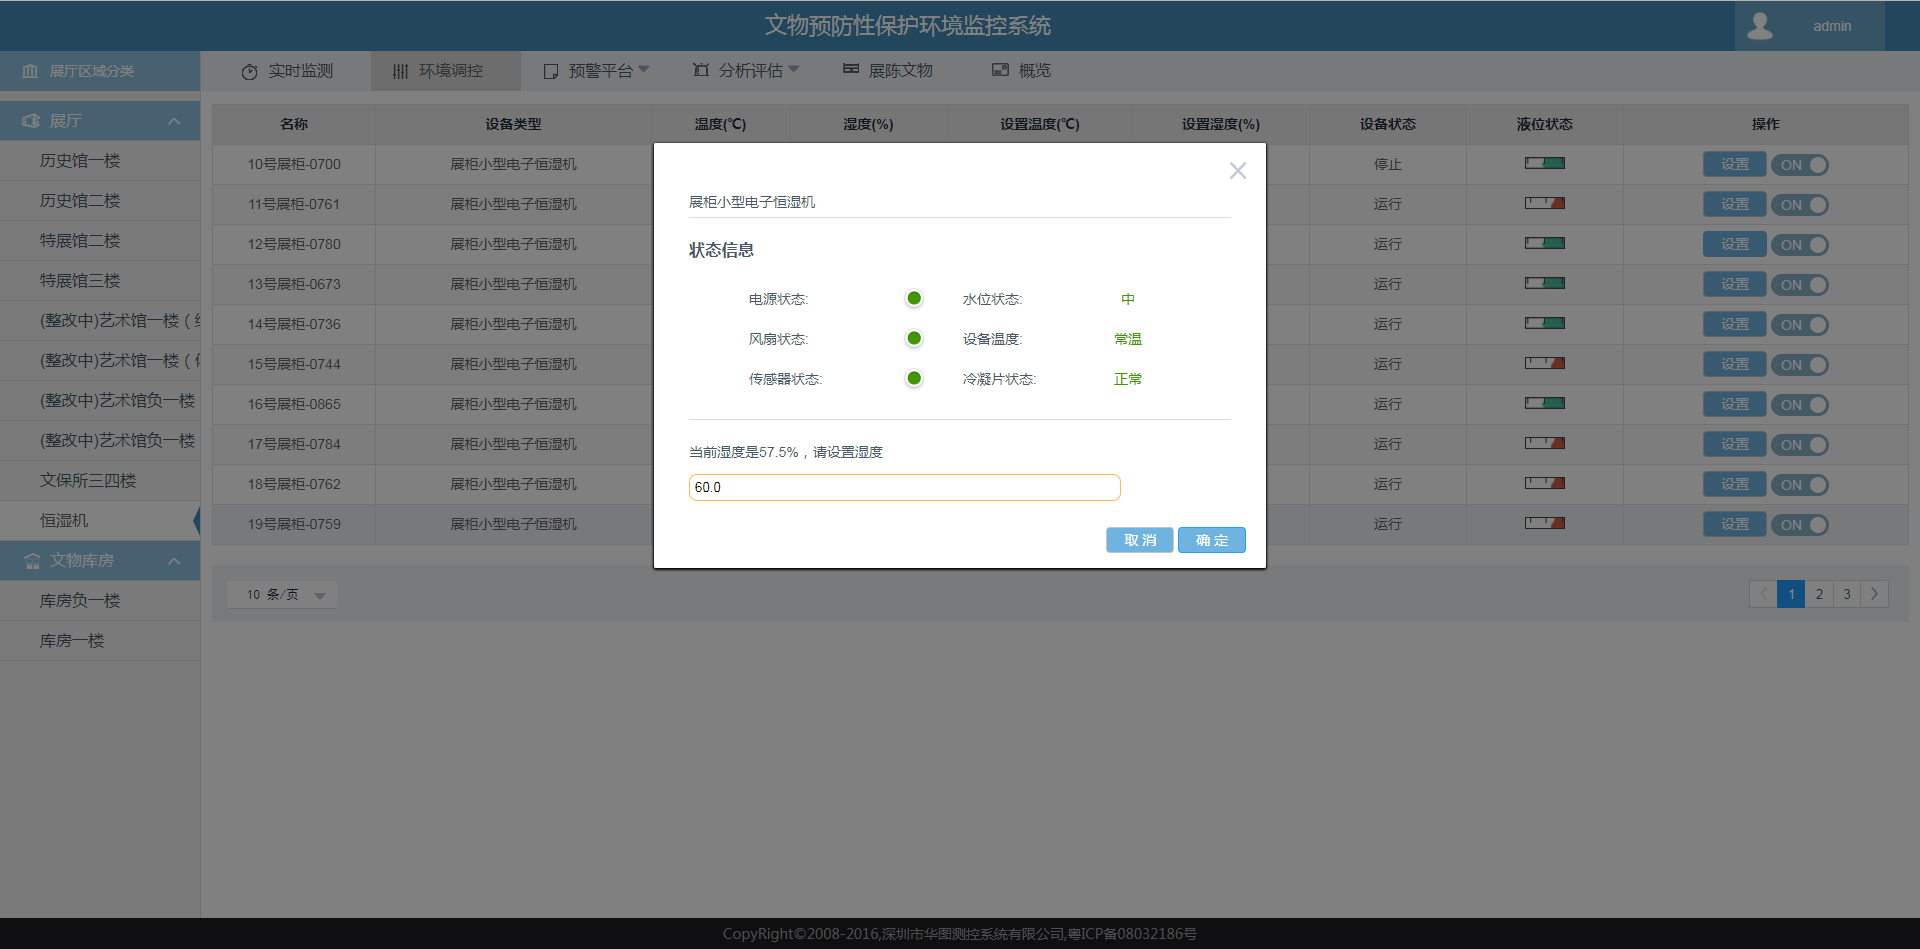 文物预防性保护环境监控系统
admin
展厅区域分类
实时监测
环境调控
预警平台
分析评估
展陈文物
概览
展厅
历史馆一楼
历史馆二楼
特展馆二楼
特展馆三楼
(整改中)艺术馆一楼（
(整改中)艺术馆一楼（
(整改中)艺术馆负一楼
(整改中)艺术馆负一楼
文保所三四楼
恒湿机
文物库房
库房负一楼
库房一楼
名称 设备类型 温度(℃) 湿度(%) 设置温度(℃) 设置湿度(%) 设备状态 液位状态 操作
10号展柜-0700 展柜小型电子恒湿机 停止 设置 ON
11号展柜-0761 展柜小型电子恒湿机 运行 设置 ON
12号展柜-0780 展柜小型电子恒湿机 运行 设置 ON
13号展柜-0673 展柜小型电子恒湿机 运行 设置 ON
14号展柜-0736 展柜小型电子恒湿机 运行 设置 ON
15号展柜-0744 展柜小型电子恒湿机 运行 设置 ON
16号展柜-0865 展柜小型电子恒湿机 运行 设置 ON
17号展柜-0784 展柜小型电子恒湿机 运行 设置 ON
18号展柜-0762 展柜小型电子恒湿机 运行 设置 ON
19号展柜-0759 展柜小型电子恒湿机 运行 设置 ON
展柜小型电子恒湿机
状态信息
电源状态: 水位状态: 中
风扇状态: 设备温度: 常温
传感器状态: 冷凝片状态: 正常
当前湿度是57.5%，请设置湿度
60.0
取 消 确 定
10 条/页
1 2 3
CopyRight©2008-2016,深圳市华图测控系统有限公司,粤ICP备08032186号